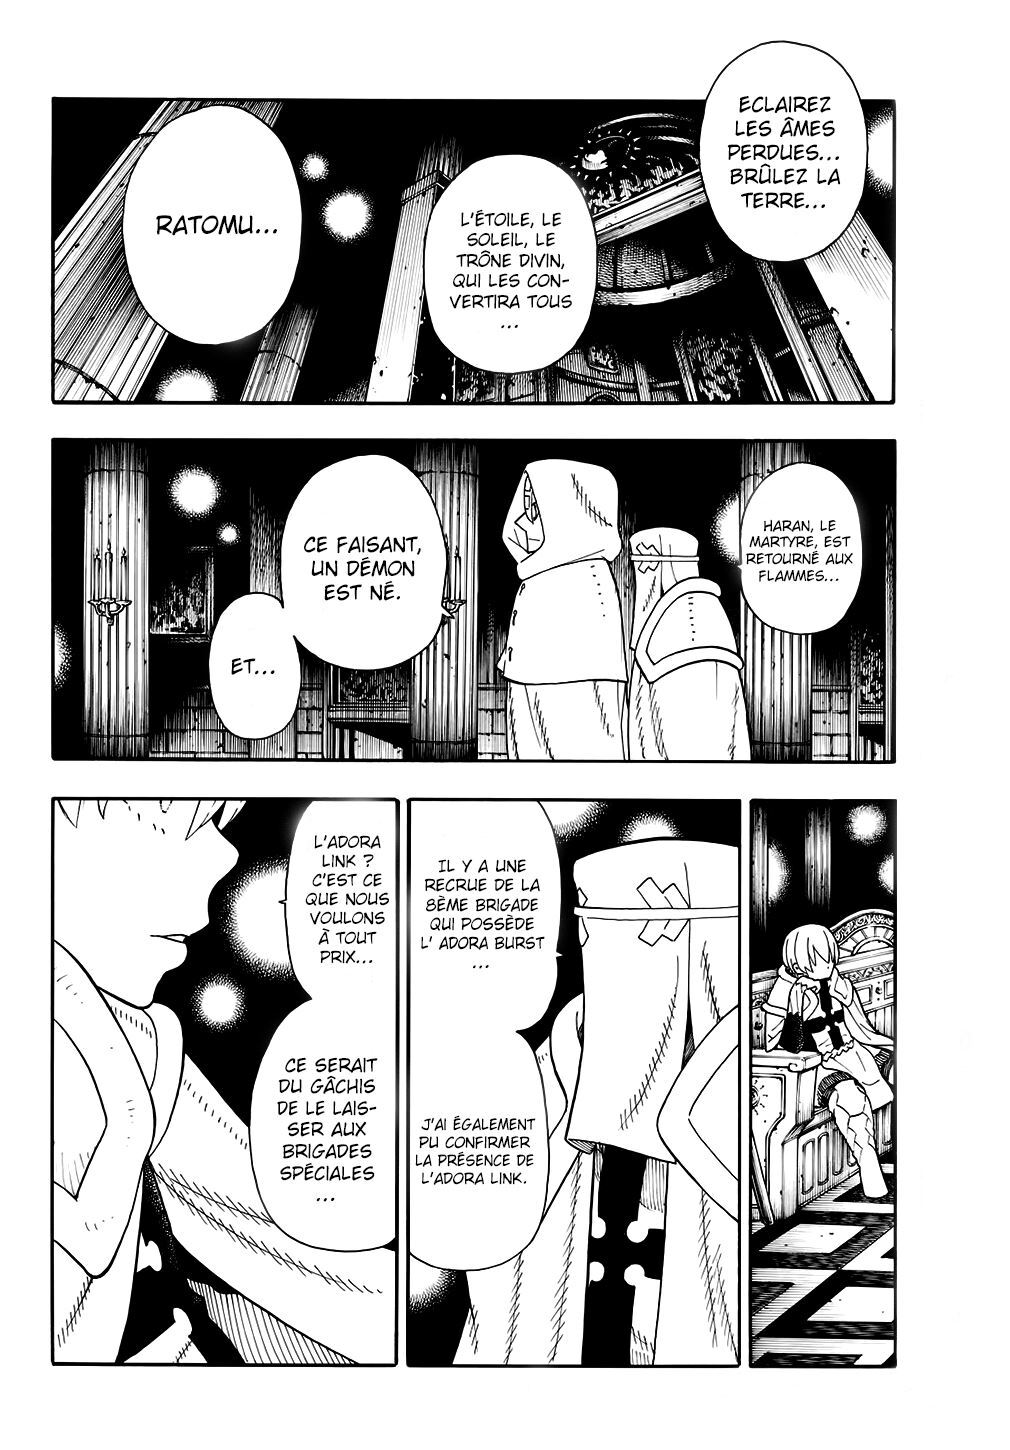 ECLAIREZ
LES ÂMES
PERDUES...
BRÛLEZ LA
TERRE...
L'ÉTOILE, LE
SOLEIL, LE
TRÔNE DIVIN,
QUI LES CON-
VERTIRA TOUS
...
RATOMU...
HARAN, LE
MARTYRE, EST
RETOURNÉ AUX
FLAMMES...
CE FAISANT,
UN DÉMON
EST NÉ.
ET...
IL Y A UNE
RECRUE DE LA
8ÈME BRIGADE
QUI POSSÈDE
L' ADORA BURST
...
J'AI ÉGALEMENT
PU CONFIRMER
LA PRÉSENCE DE
L'ADORA LINK.
L'ADORA
LINK ?
C'EST CE
QUE NOUS
VOULONS
À TOUT
PRIX...
CE SERAIT
DU GÂCHIS
DE LE LAIS-
SER AUX
BRIGADES
SPÉCIALES
...